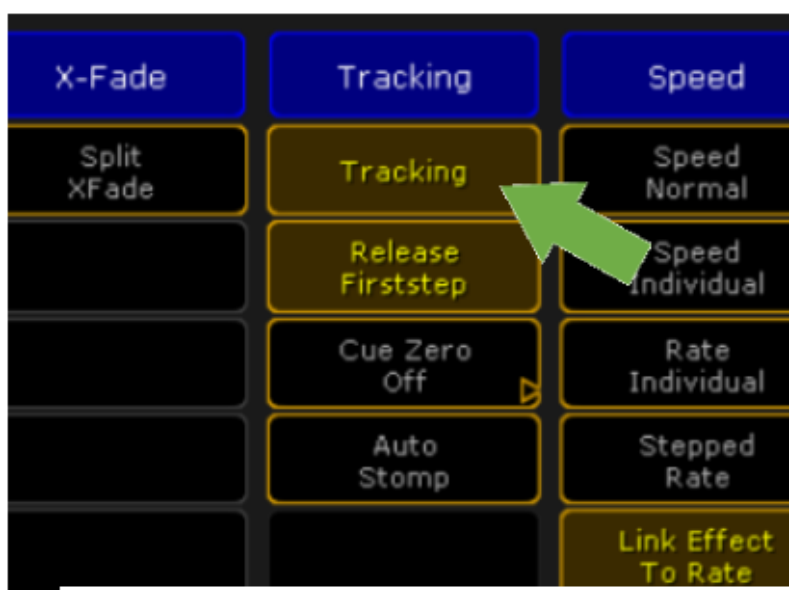 X-Fade
Tracking
Speed
Split
XFade
Tracking
Speed
Normal
Release
Firststep
Speed
Individual
Cue Zero
Off
Rate
Individual
Auto
Stomp
Stepped
Rate
Link Effect
To Rate